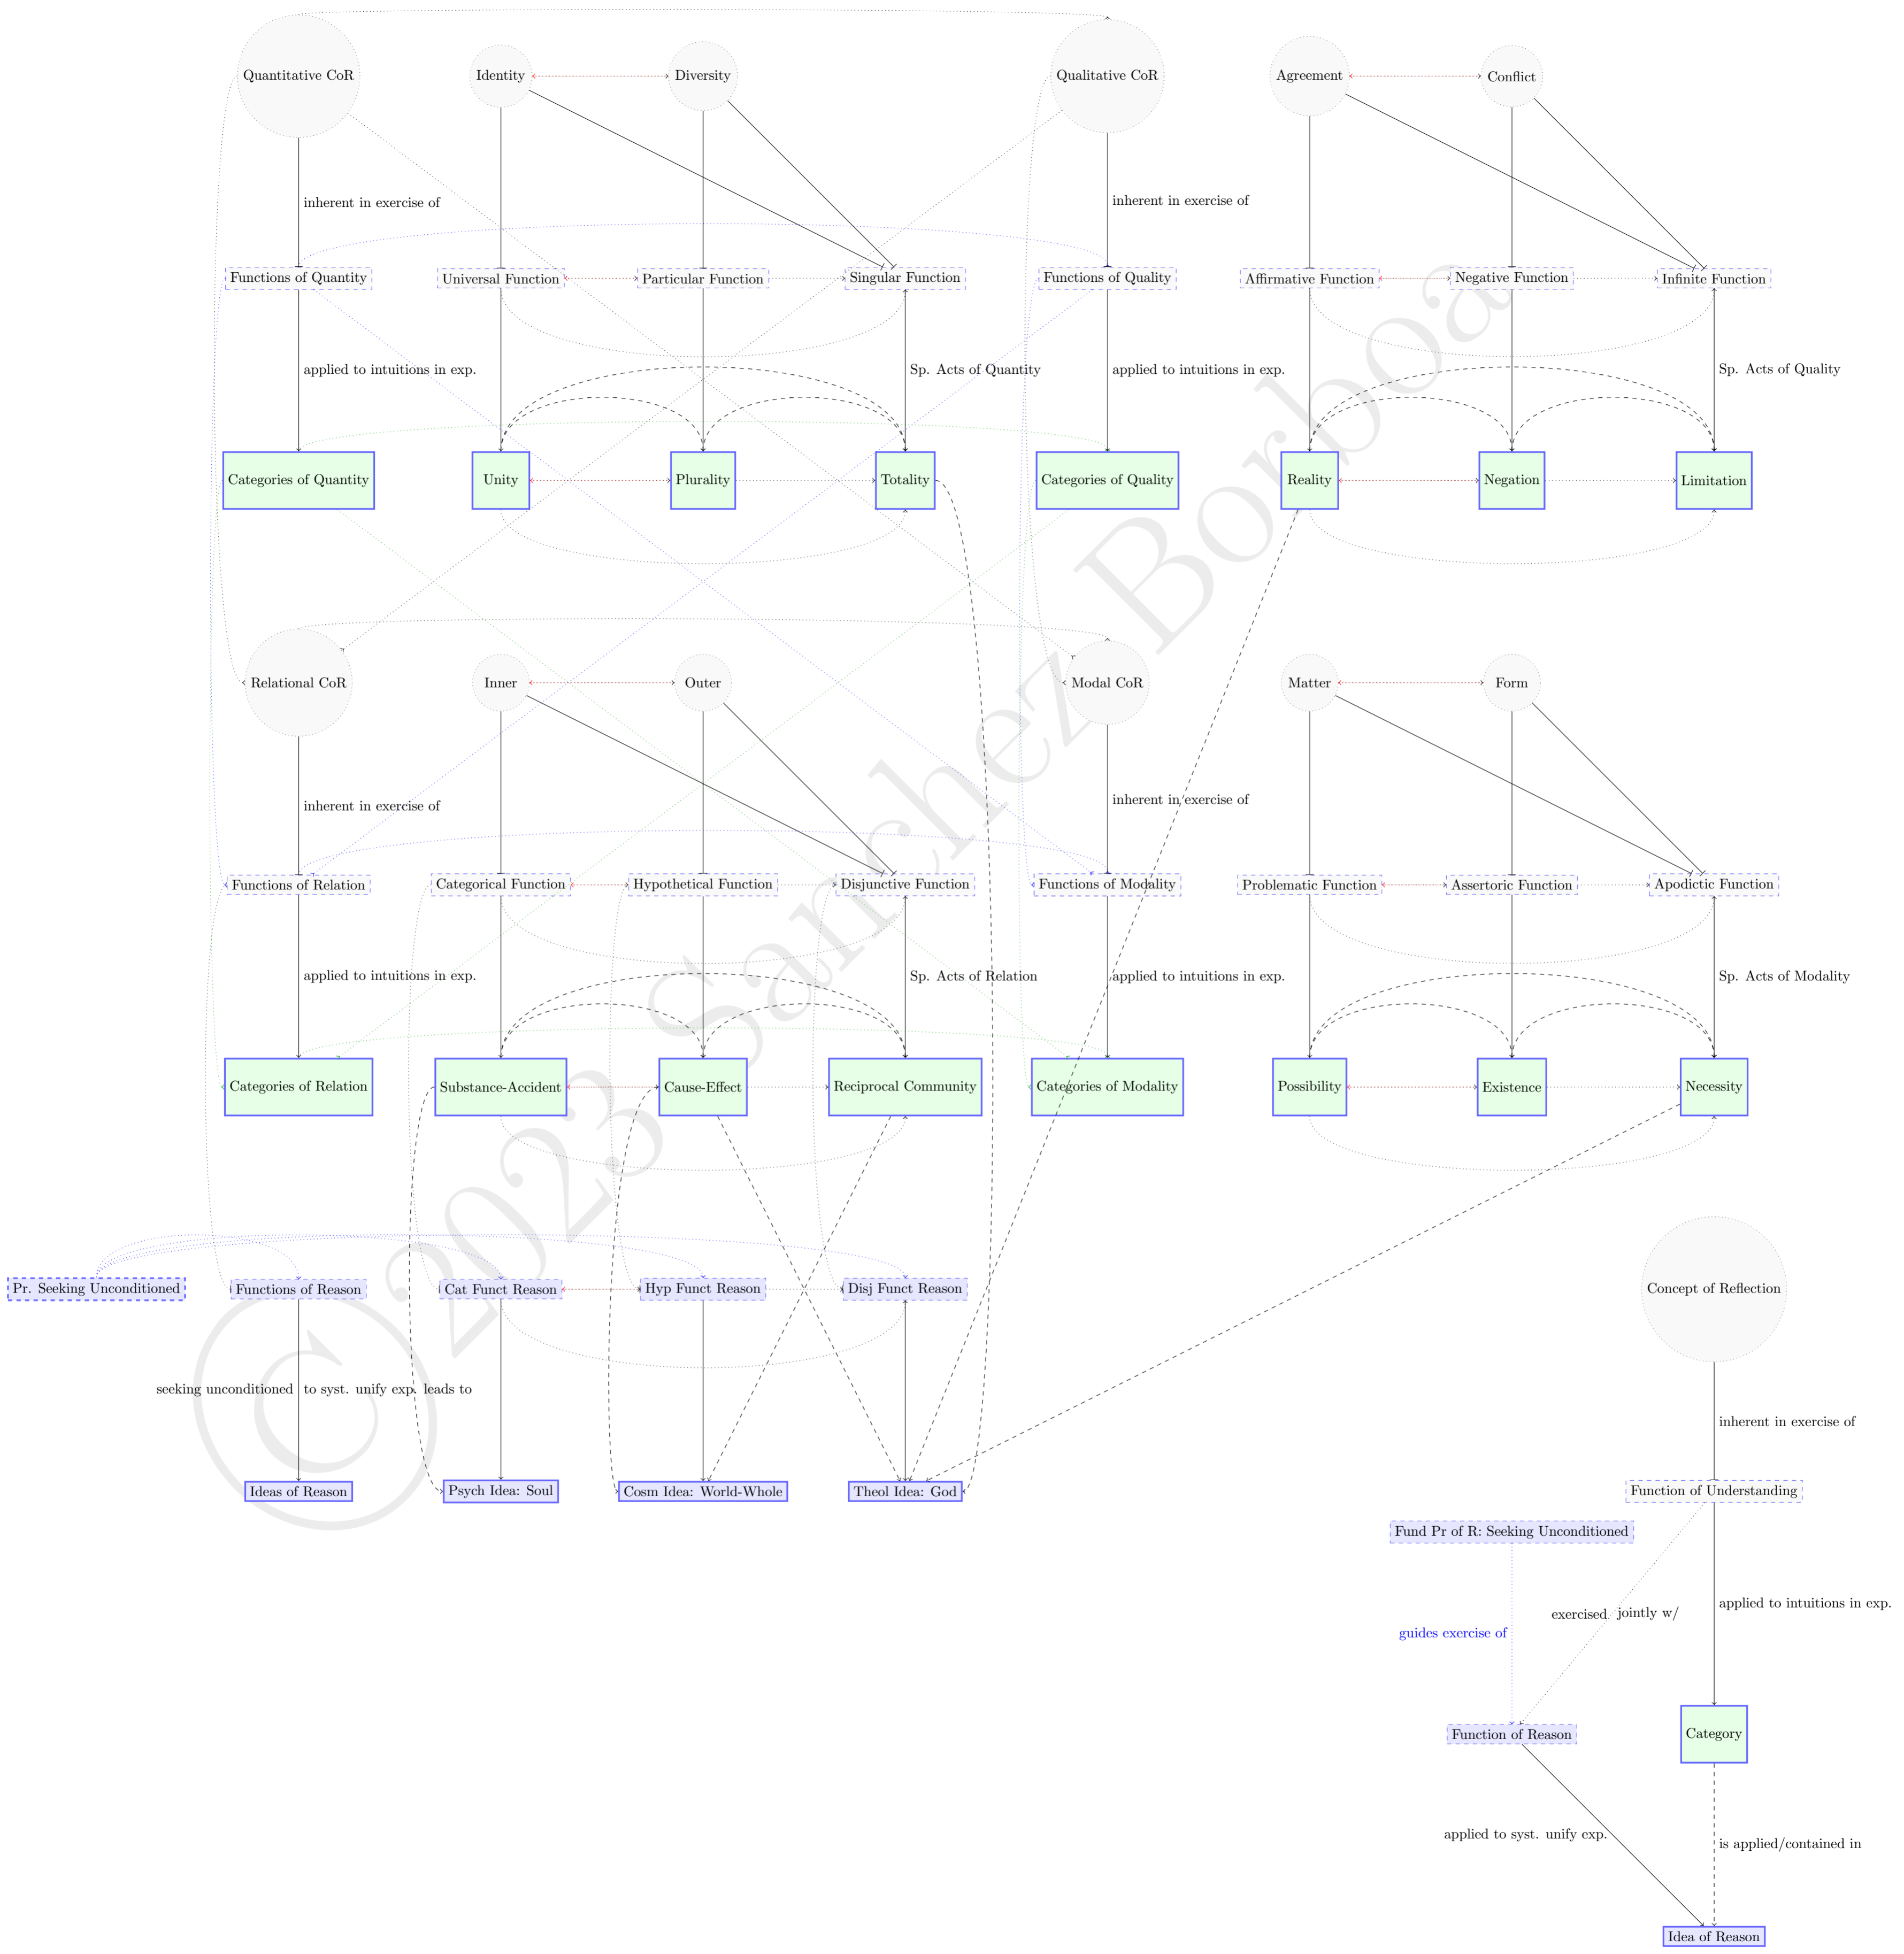 Quantitative CoR
Identity
Diversity
Qualitative CoR
Agreement
Conflict
inherent in exercise of
inherent in exercise of
Functions of Quantity
Universal Function
Particular Function
Singular Function
Functions of Quality
Affirmative Function
Negative Function
Infinite Function
applied to intuitions in exp.
Sp. Acts of Quantity
applied to intuitions in exp.
Sp. Acts of Quality
Categories of Quantity
Unity
Plurality
Totality
Categories of Quality
Reality
Negation
Limitation
Relational CoR
Inner
Outer
Modal CoR
Matter
Form
inherent in exercise of
inherent in exercise of
Functions of Relation
Categorical Function
Hypothetical Function
Disjunctive Function
Functions of Modality
Problematic Function
Assertoric Function
Apodictic Function
applied to intuitions in exp.
Sp. Acts of Relation
applied to intuitions in exp.
Sp. Acts of Modality
Categories of Relation
Substance-Accident
Cause-Effect
Reciprocal Community
Categories of Modality
Possibility
Existence
Necessity
Pr. Seeking Unconditioned
Functions of Reason
Cat Funct Reason
Hyp Funct Reason
Disj Funct Reason
Concept of Reflection
seeking unconditioned to syst. unify exp. leads to
inherent in exercise of
Ideas of Reason
Psych Idea: Soul
Cosm Idea: World-Whole
Theol Idea: God
Function of Understanding
Fund Pr of R: Seeking Unconditioned
guides exercise of
exercised jointly w/
applied to intuitions in exp.
Function of Reason
Category
applied to syst. unify exp.
is applied/contained in
Idea of Reason
©2023 Sanchez Borboa